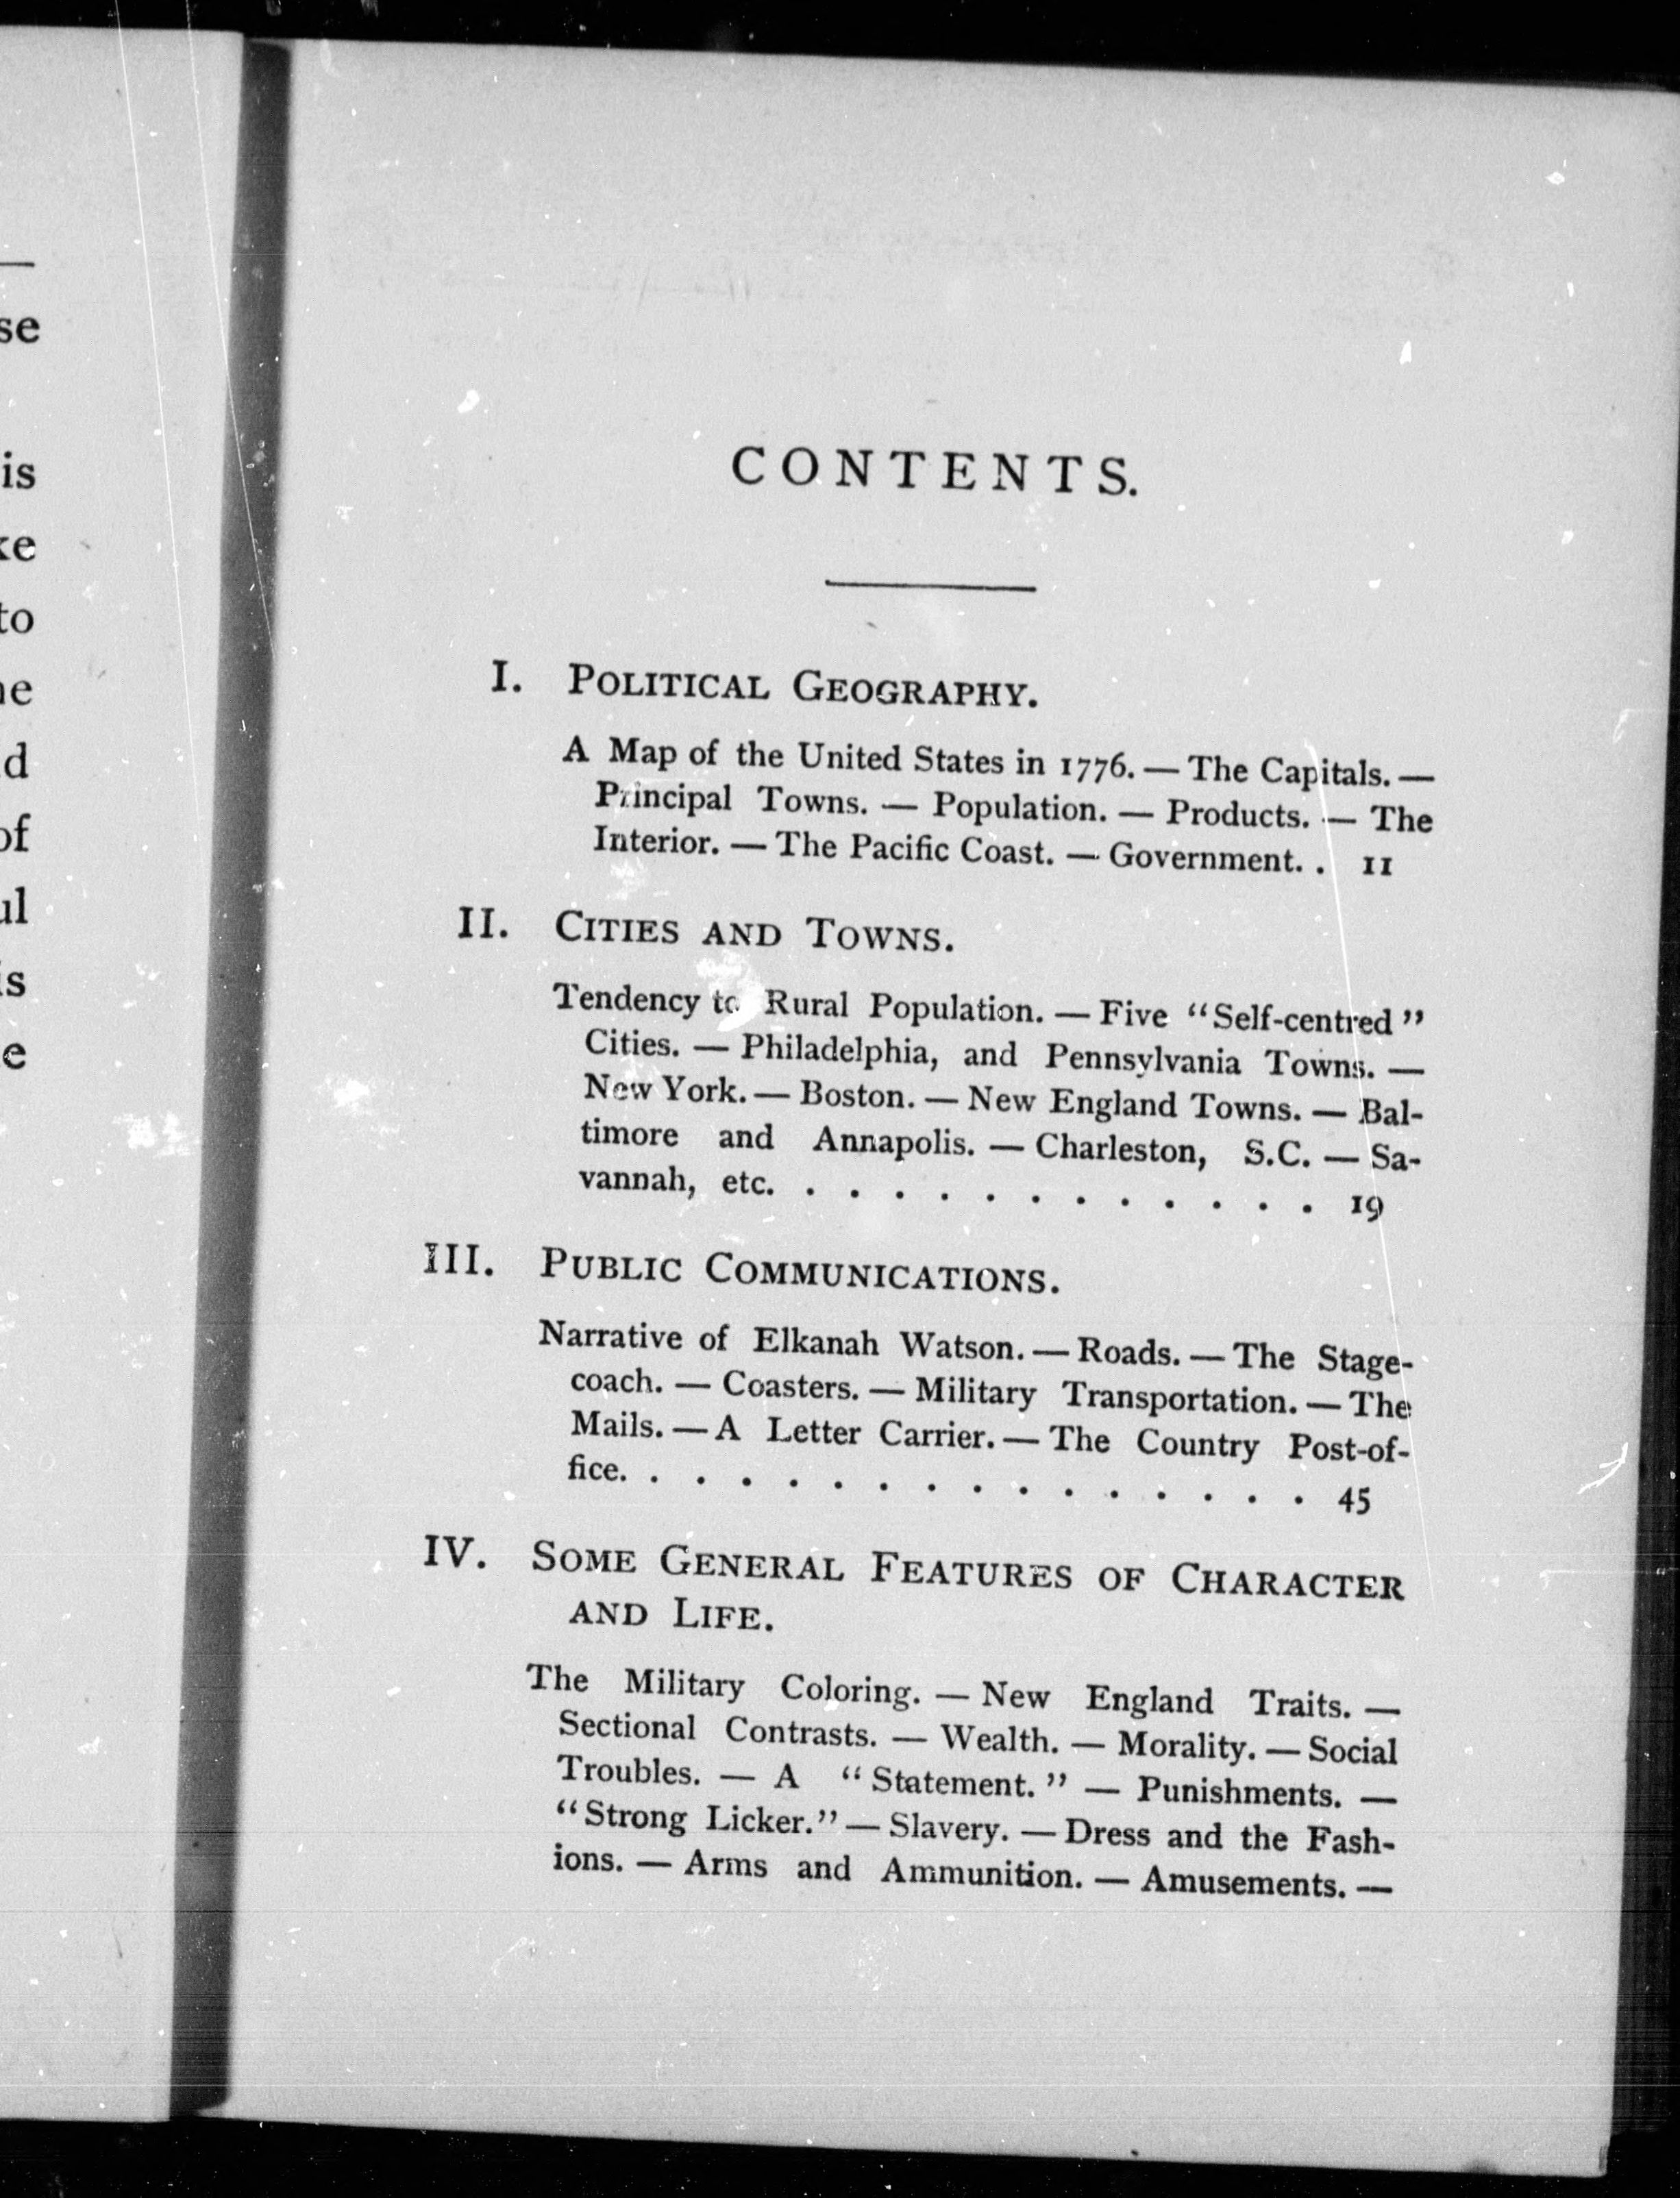 se
is
to
of
is
CONTENTS.
I. POLITICAL GEOGRAPHY.
A Map of the United States in 1776. — The Capitals. —
Principal Towns. — Population. — Products. — The
Interior. — The Pacific Coast. — Government. . 11
II. CITIES AND TOWNS.
Tendency to Rural Population. — Five "Self-centred"
Cities. — Philadelphia, and Pennsylvania Towns. —
New York. — Boston. — New England Towns. — Bal-
timore and Annapolis. — Charleston, S.C. — Sa-
vannah, etc. . . . . . . . . . . . . 19
III. PUBLIC COMMUNICATIONS.
Narrative of Elkanah Watson. — Roads. — The Stage-
coach. — Coasters. — Military Transportation. — The
Mails. — A Letter Carrier. — The Country Post-of-
fice. . . . . . . . . . . . . . . . 45
IV. SOME GENERAL FEATURES OF CHARACTER
AND LIFE.
The Military Coloring. — New England Traits. —
Sectional Contrasts. — Wealth. — Morality. — Social
Troubles. — A "Statement." — Punishments. —
"Strong Licker." — Slavery. — Dress and the Fash-
ions. — Arms and Ammunition. — Amusements. —